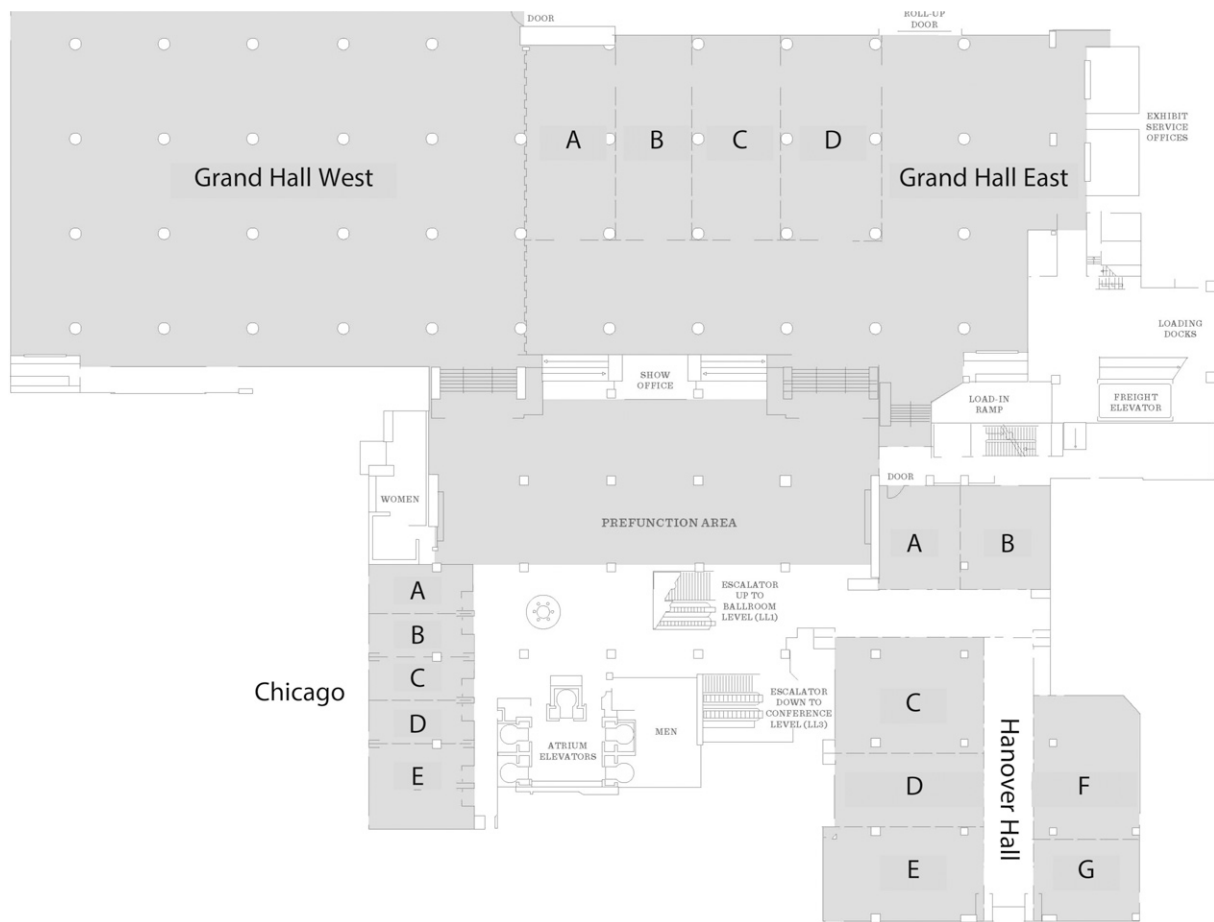 DOOR
ROLL-UP
DOOR
A
B
C
D
Grand Hall West
Grand Hall East
EXHIBIT
SERVICE
OFFICES
LOADING
DOCKS
SHOW
OFFICE
LOAD-IN
RAMP
FREIGHT
ELEVATOR
WOMEN
DOOR
PREFUNCTION AREA
A
B
A
B
C
D
E
Chicago
ESCALATOR
UP TO
BALLROOM
LEVEL (LL1)
ESCALATOR
DOWN TO
CONFERENCE
LEVEL (LL3)
MEN
ATRIUM
ELEVATORS
C
D
E
Hanover Hall
F
G